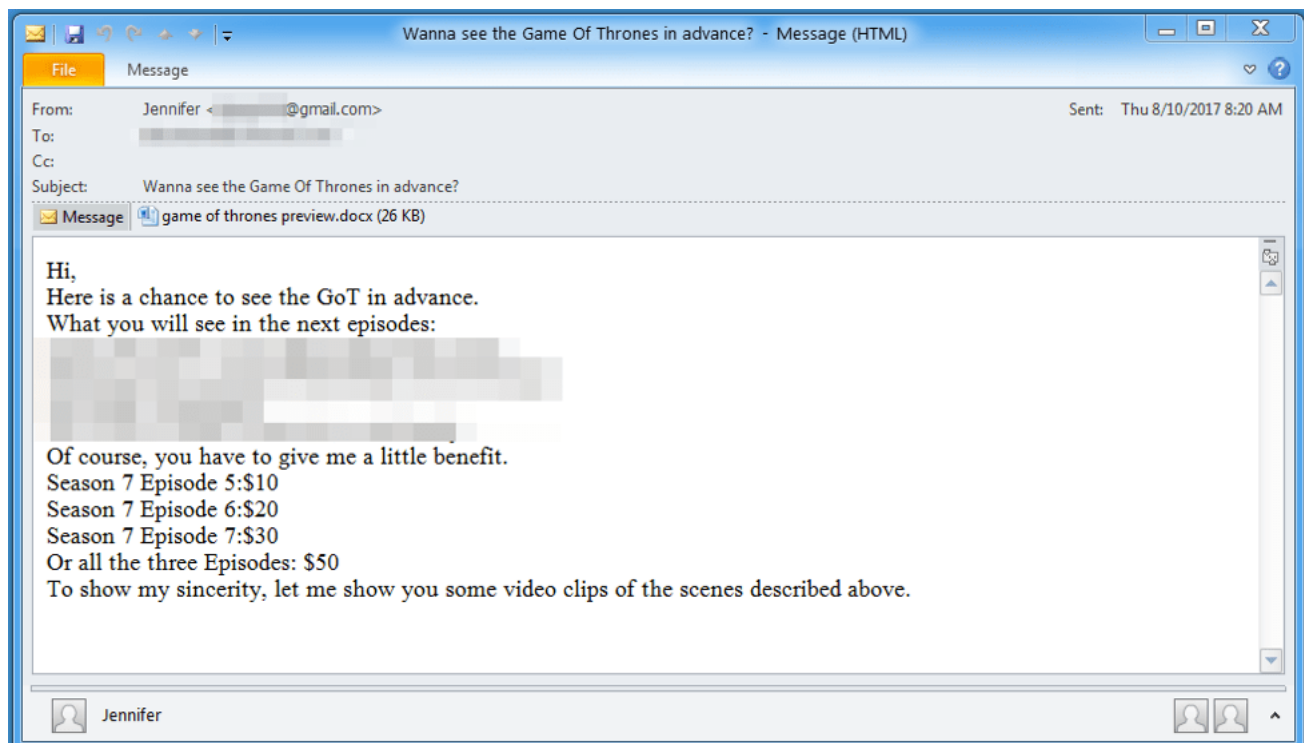 Wanna see the Game Of Thrones in advance? - Message (HTML)
File Message
From: Jennifer < @gmail.com> Sent: Thu 8/10/2017 8:20 AM
To:
Cc:
Subject: Wanna see the Game Of Thrones in advance?
Message game of thrones preview.docx (26 KB)
Hi,
Here is a chance to see the GoT in advance.
What you will see in the next episodes:
Of course, you have to give me a little benefit.
Season 7 Episode 5:$10
Season 7 Episode 6:$20
Season 7 Episode 7:$30
Or all the three Episodes: $50
To show my sincerity, let me show you some video clips of the scenes described above.
Jennifer